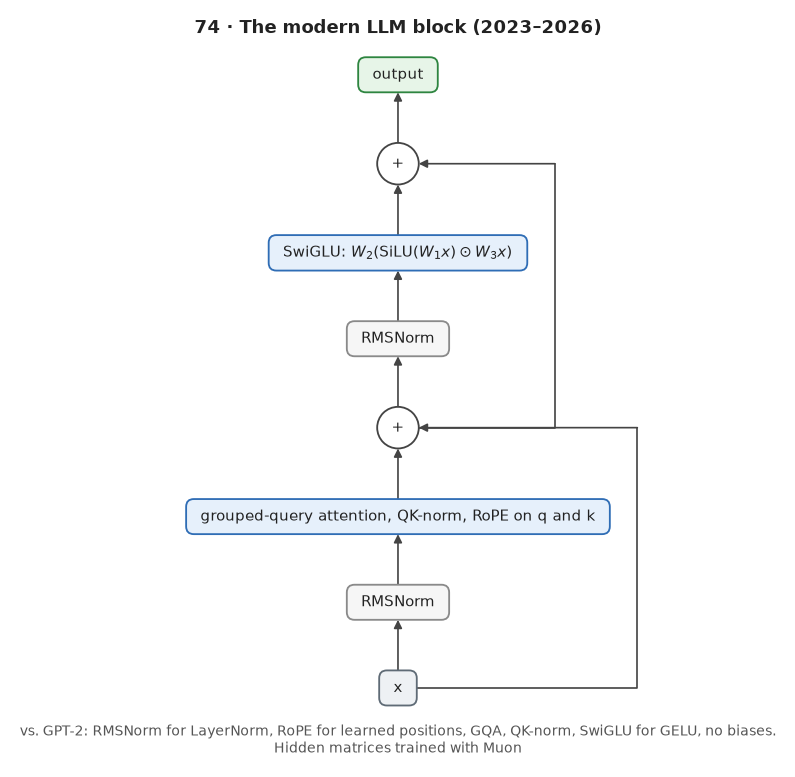 74 · The modern LLM block (2023–2026)
output
+
SwiGLU: W₂(SiLU(W₁x) ⊙ W₃x)
RMSNorm
+
grouped-query attention, QK-norm, RoPE on q and k
RMSNorm
x
vs. GPT-2: RMSNorm for LayerNorm, RoPE for learned positions, GQA, QK-norm, SwiGLU for GELU, no biases.
Hidden matrices trained with Muon